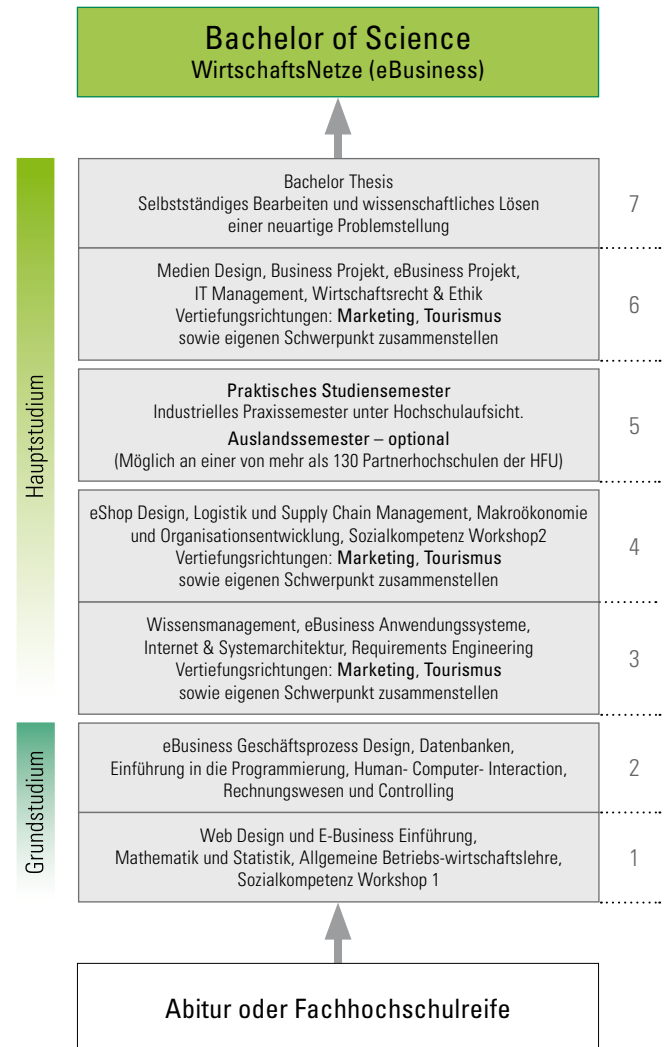 Bachelor of Science
WirtschaftsNetze (eBusiness)
Hauptstudium
Bachelor Thesis
Selbstständiges Bearbeiten und wissenschaftliches Lösen
einer neuartige Problemstellung
7
Medien Design, Business Projekt, eBusiness Projekt,
IT Management, Wirtschaftsrecht & Ethik
Vertiefungsrichtungen: Marketing, Tourismus
sowie eigenen Schwerpunkt zusammenstellen
6
Praktisches Studiensemester
Industrielles Praxissemester unter Hochschulaufsicht.
Auslandssemester – optional
(Möglich an einer von mehr als 130 Partnerhochschulen der HFU)
5
eShop Design, Logistik und Supply Chain Management, Makroökonomie
und Organisationsentwicklung, Sozialkompetenz Workshop2
Vertiefungsrichtungen: Marketing, Tourismus
sowie eigenen Schwerpunkt zusammenstellen
4
Wissensmanagement, eBusiness Anwendungssysteme,
Internet & Systemarchitektur, Requirements Engineering
Vertiefungsrichtungen: Marketing, Tourismus
sowie eigenen Schwerpunkt zusammenstellen
3
Grundstudium
eBusiness Geschäftsprozess Design, Datenbanken,
Einführung in die Programmierung, Human- Computer- Interaction,
Rechnungswesen und Controlling
2
Web Design und E-Business Einführung,
Mathematik und Statistik, Allgemeine Betriebs-wirtschaftslehre,
Sozialkompetenz Workshop 1
1
Abitur oder Fachhochschulreife